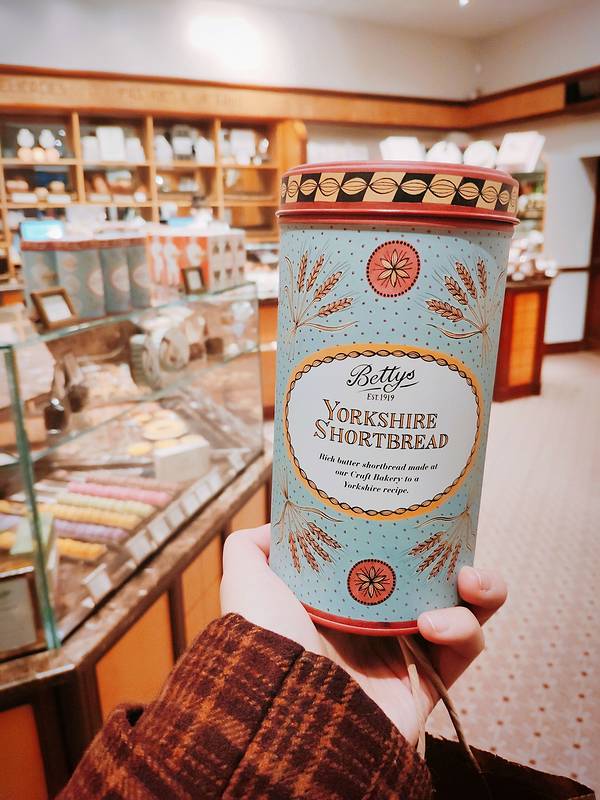 Bettys
EST. 1919
YORKSHIRE
SHORTBREAD
Rich butter shortbread made at
our Craft Bakery to a
Yorkshire recipe.